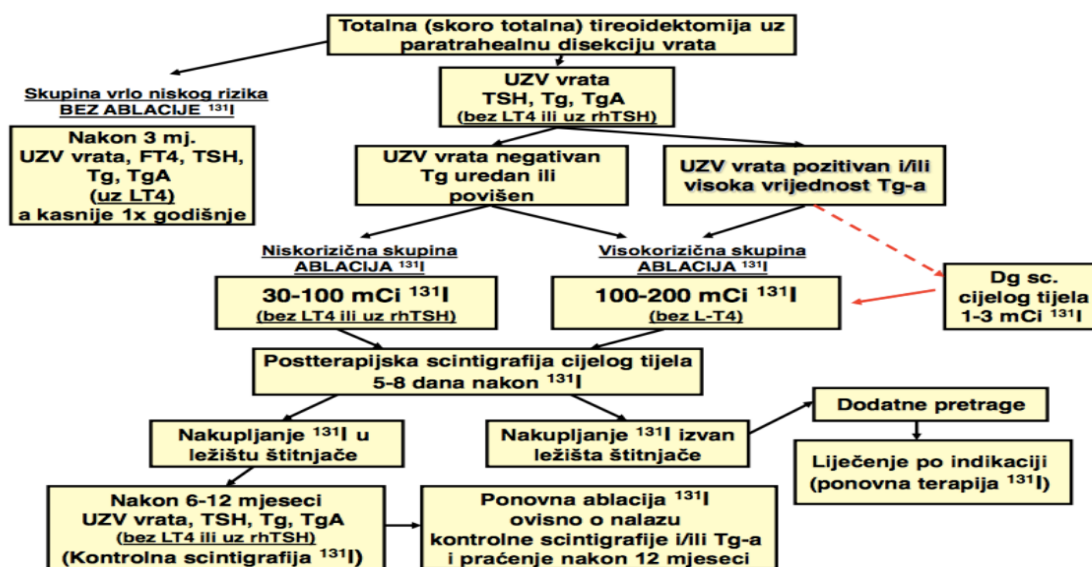 Totalna (skoro totalna) tireoidektomija uz
paratrahealnu disekciju vrata
Skupina vrlo niskog rizika
BEZ ABLACIJE ¹³¹I
Nakon 3 mj.
UZV vrata, FT4, TSH,
Tg, TgA
(uz LT4)
a kasnije 1x godišnje
UZV vrata
TSH, Tg, TgA
(bez LT4 ili uz rhTSH)
UZV vrata negativan
Tg uredan ili
povišen
UZV vrata pozitivan i/ili
visoka vrijednost Tg-a
Niskorizična skupina
ABLACIJA ¹³¹I
30-100 mCi ¹³¹I
(bez LT4 ili uz rhTSH)
Visokorizična skupina
ABLACIJA ¹³¹I
100-200 mCi ¹³¹I
(bez L-T4)
Dg sc.
cijelog tijela
1-3 mCi ¹³¹I
Postterapijska scintigrafija cijelog tijela
5-8 dana nakon ¹³¹I
Nakupljanje ¹³¹I u
ležištu štitnjače
Nakupljanje ¹³¹I izvan
ležišta štitnjače
Dodatne pretrage
Liječenje po indikaciji
(ponovna terapija ¹³¹I)
Nakon 6-12 mjeseci
UZV vrata, TSH, Tg, TgA
(bez LT4 ili uz rhTSH)
(Kontrolna scintigrafija ¹³¹I)
Ponovna ablacija ¹³¹I
ovisno o nalazu
kontrolne scintigrafije i/ili Tg-a
i praćenje nakon 12 mjeseci